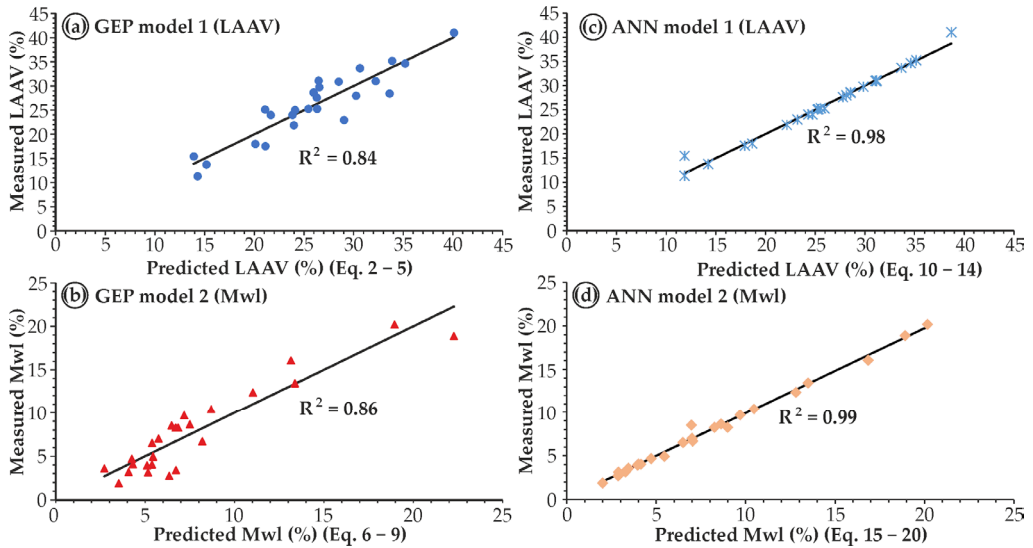 (a) GEP model 1 (LAAV)
Measured LAAV (%)
45
40
35
30
25
20
15
10
5
0
R² = 0.84
0 5 10 15 20 25 30 35 40 45
Predicted LAAV (%) (Eq. 2 – 5)
(c) ANN model 1 (LAAV)
Measured LAAV (%)
45
40
35
30
25
20
15
10
5
0
R² = 0.98
0 5 10 15 20 25 30 35 40 45
Predicted LAAV (%) (Eq. 10 – 14)
(b) GEP model 2 (Mwl)
Measured Mwl (%)
25
20
15
10
5
0
R² = 0.86
0 5 10 15 20 25
Predicted Mwl (%) (Eq. 6 – 9)
(d) ANN model 2 (Mwl)
Measured Mwl (%)
25
20
15
10
5
0
R² = 0.99
0 5 10 15 20 25
Predicted Mwl (%) (Eq. 15 – 20)